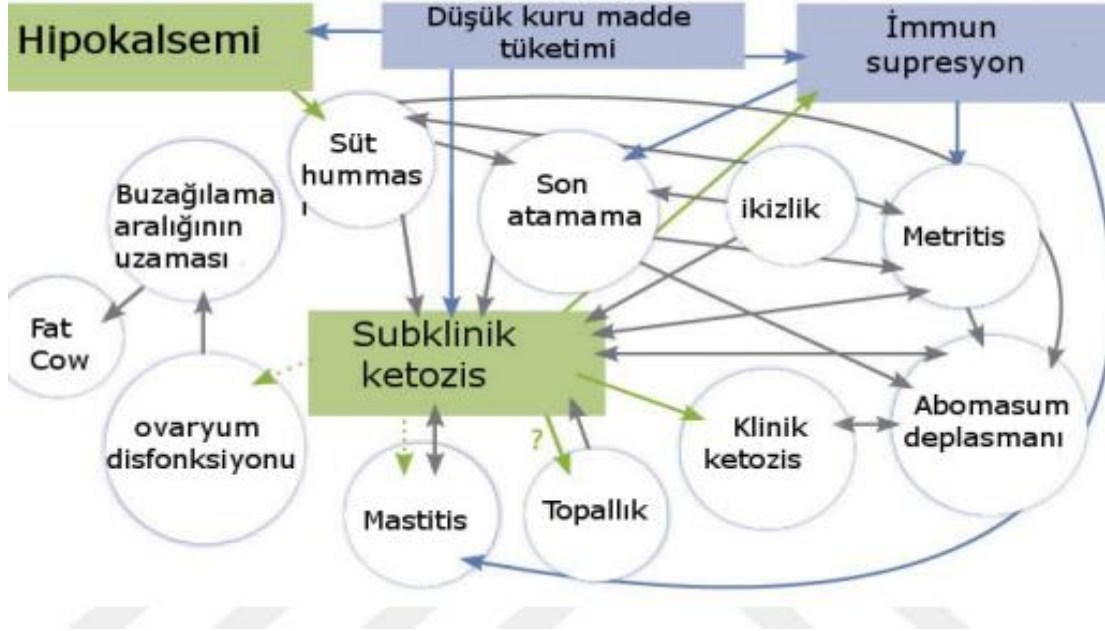 Hipokalsemi
Düşük kuru madde
tüketimi
İmmun
supresyon
Süt
hummas
ı
Son
atamama
ikizlik
Metritis
Buzağılama
aralığının
uzaması
Fat
Cow
Subklinik
ketozis
ovaryum
disfonksiyonu
?
Mastitis
Topallık
Klinik
ketozis
Abomasum
deplasmanı